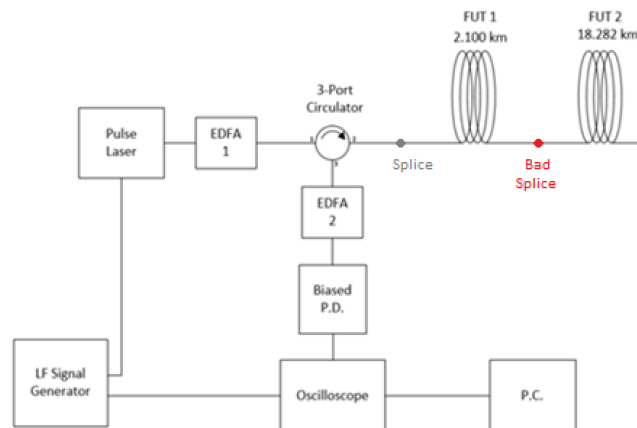 FUT 1
2.100 km
FUT 2
18.282 km
3-Port
Circulator
Pulse
Laser
EDFA
1
1
2
3
Splice
Bad
Splice
EDFA
2
Biased
P.D.
LF Signal
Generator
Oscilloscope
P.C.